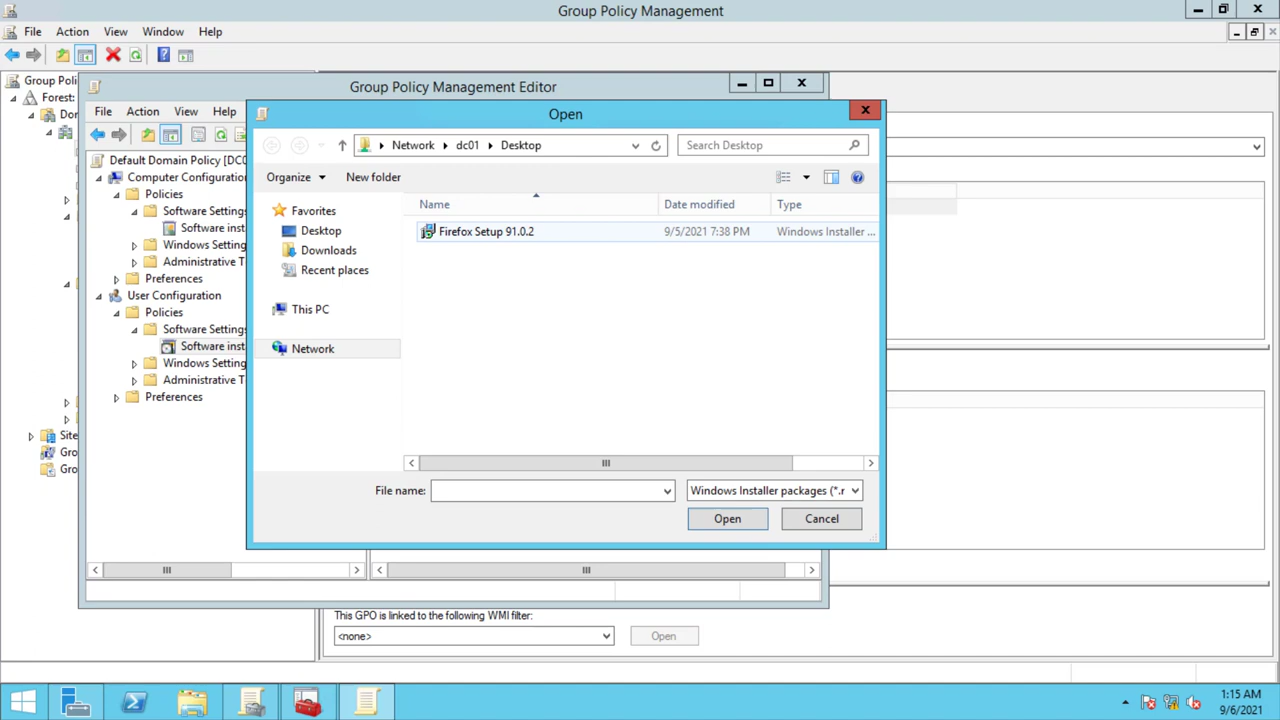 Group Policy Management
File Action View Window Help
Group Poli
Forest:
Don
Site
Gro
Gro
Group Policy Management Editor
File Action View Help
Default Domain Policy [DC0
Computer Configuratio
Policies
Software Settings
Software inst
Windows Setting
Administrative T
Preferences
User Configuration
Policies
Software Settings
Software inst
Windows Setting
Administrative T
Preferences
Open
Network dc01 Desktop
Search Desktop
Organize New folder
Favorites
Desktop
Downloads
Recent places
This PC
Network
Name Date modified Type
Firefox Setup 91.0.2 9/5/2021 7:38 PM Windows Installer ...
File name:
Windows Installer packages (*.r
Open Cancel
This GPO is linked to the following WMI filter:
<none> Open
1:15 AM
9/6/2021